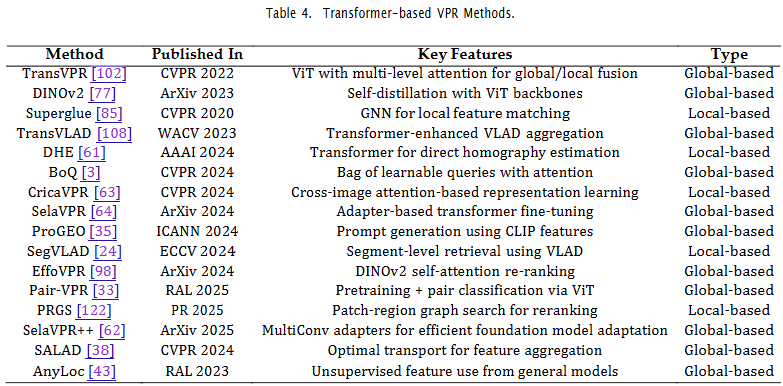 Table 4. Transformer-based VPR Methods.
Method Published In Key Features Type
TransVPR [102] CVPR 2022 ViT with multi-level attention for global/local fusion Global-based
DINOv2 [77] ArXiv 2023 Self-distillation with ViT backbones Global-based
Superglue [85] CVPR 2020 GNN for local feature matching Local-based
TransVLAD [108] WACV 2023 Transformer-enhanced VLAD aggregation Global-based
DHE [61] AAAI 2024 Transformer for direct homography estimation Local-based
BoQ [3] CVPR 2024 Bag of learnable queries with attention Global-based
CricaVPR [63] CVPR 2024 Cross-image attention-based representation learning Local-based
SelaVPR [64] ArXiv 2024 Adapter-based transformer fine-tuning Global-based
ProGEO [35] ICANN 2024 Prompt generation using CLIP features Global-based
SegVLAD [24] ECCV 2024 Segment-level retrieval using VLAD Local-based
EffoVPR [98] ArXiv 2024 DINOv2 self-attention re-ranking Global-based
Pair-VPR [33] RAL 2025 Pretraining + pair classification via ViT Global-based
PRGS [122] PR 2025 Patch-region graph search for reranking Local-based
SelaVPR++ [62] ArXiv 2025 MultiConv adapters for efficient foundation model adaptation Global-based
SALAD [38] CVPR 2024 Optimal transport for feature aggregation Global-based
AnyLoc [43] RAL 2023 Unsupervised feature use from general models Global-based